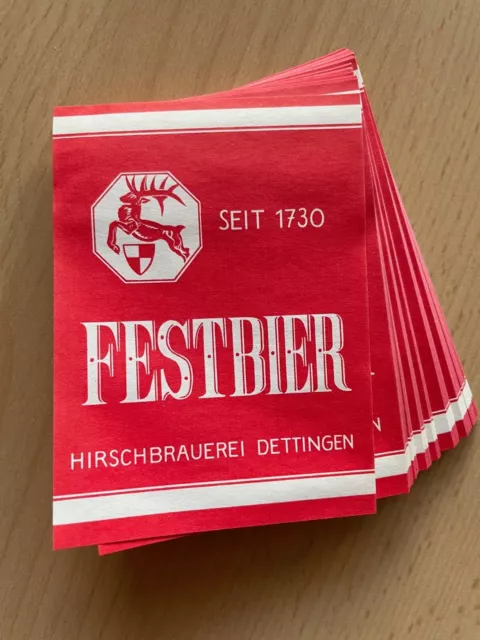 SEIT 1730
FESTBIER
HIRSCHBRAUEREI DETTINGEN
N